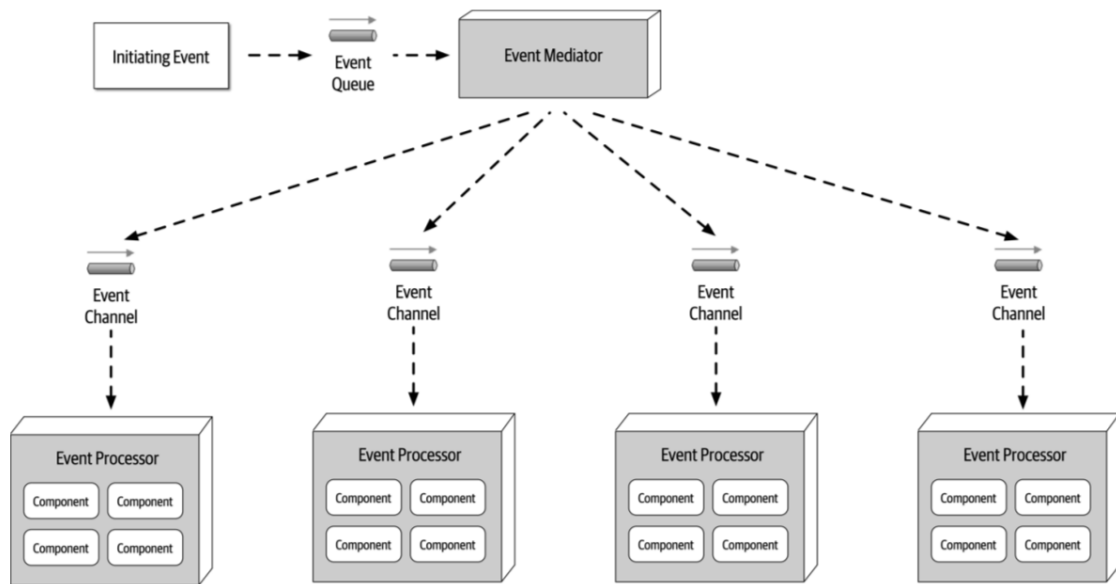 Initiating Event
Event
Queue
Event Mediator
Event
Channel
Event
Channel
Event
Channel
Event
Channel
Event Processor
Component Component
Component Component
Event Processor
Component Component
Component Component
Event Processor
Component Component
Component Component
Event Processor
Component Component
Component Component